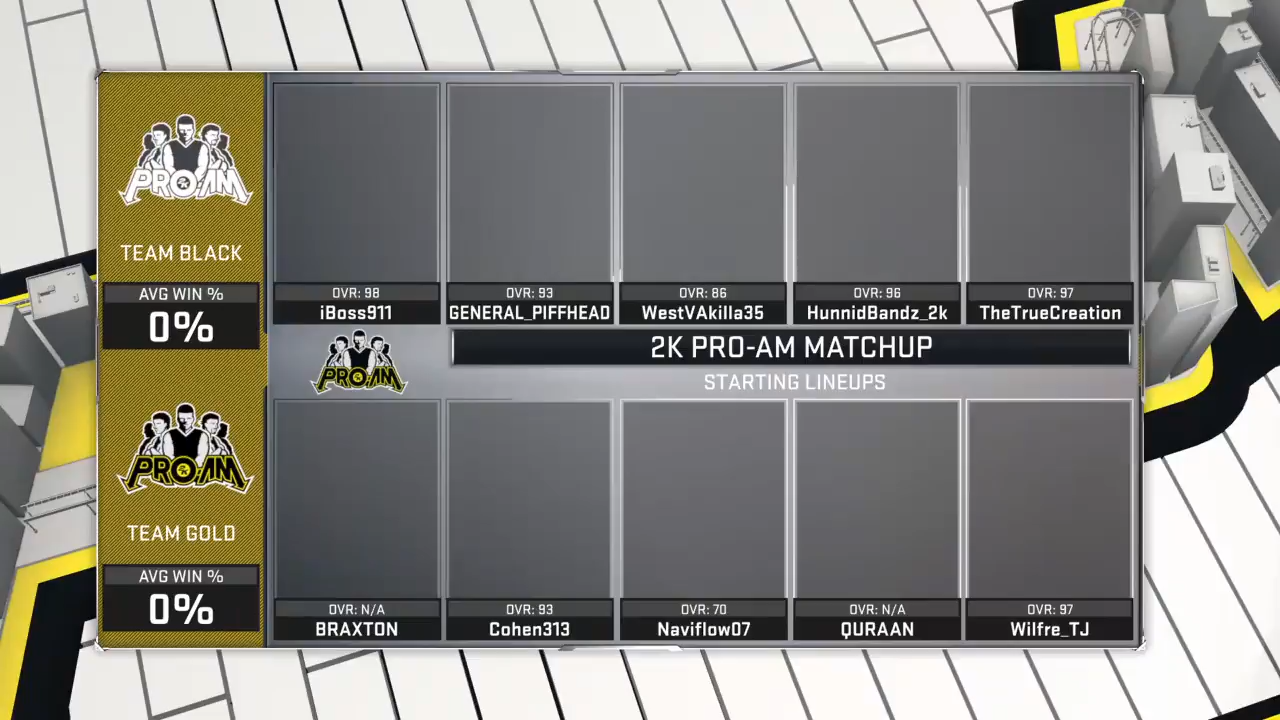 PRO-AM
TEAM BLACK
AVG WIN %
0%
OVR: 98
iBoss911
OVR: 93
GENERAL_PIFFHEAD
OVR: 86
WestVAkilla35
OVR: 96
HunnidBandz_2k
OVR: 97
TheTrueCreation
PRO-AM
2K PRO-AM MATCHUP
STARTING LINEUPS
PRO-AM
TEAM GOLD
AVG WIN %
0%
OVR: N/A
BRAXTON
OVR: 93
Cohen313
OVR: 70
Naviflow07
OVR: N/A
QURAAN
OVR: 97
Wilfre_TJ